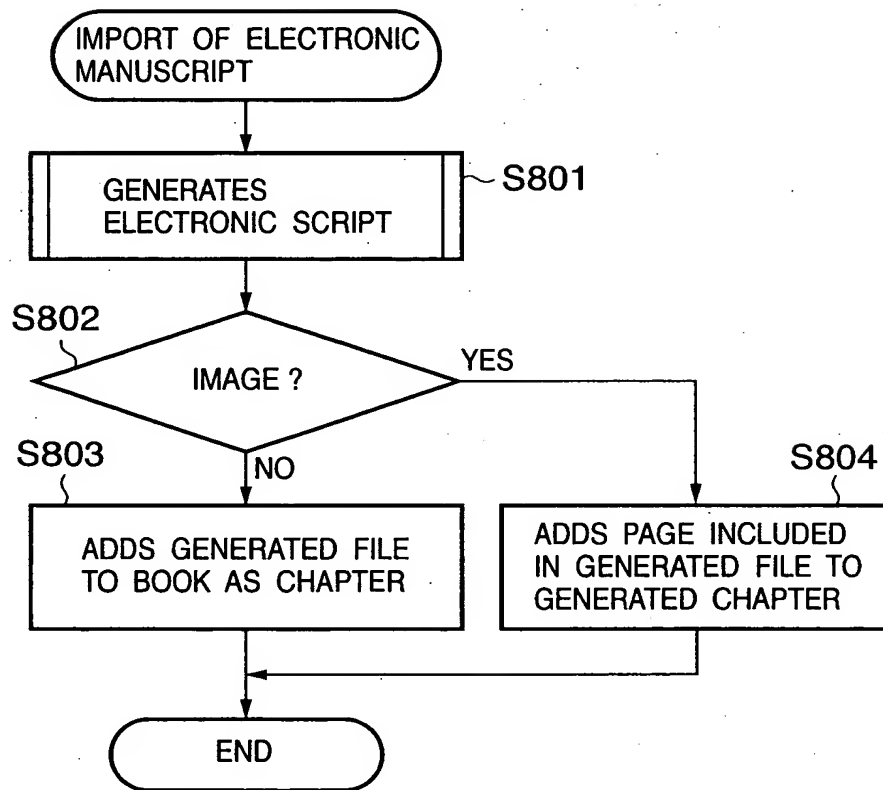 IMPORT OF ELECTRONIC
MANUSCRIPT
GENERATES
ELECTRONIC SCRIPT
S801
S802
IMAGE ?
YES
NO
S803
ADDS GENERATED FILE
TO BOOK AS CHAPTER
S804
ADDS PAGE INCLUDED
IN GENERATED FILE TO
GENERATED CHAPTER
END